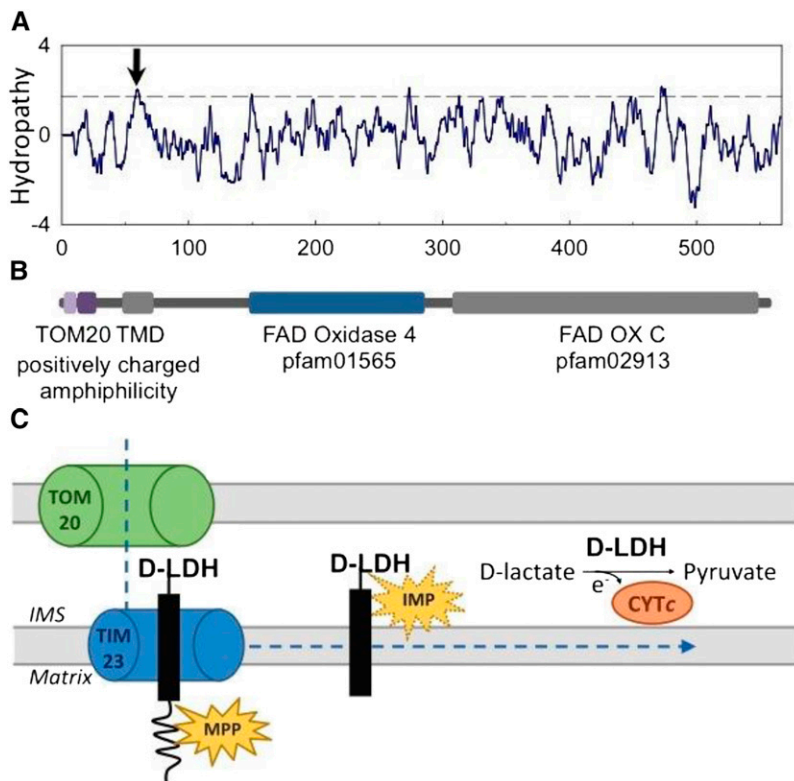 A
Hydropathy
4
0
-4
0 100 200 300 400 500
B
TOM20 TMD
positively charged
amphiphilicity
FAD Oxidase 4
pfam01565
FAD OX C
pfam02913
C
TOM
20
D-LDH
IMS
TIM
23
Matrix
MPP
D-LDH
IMP
D-LDH
D-lactate Pyruvate
e-
CYTc